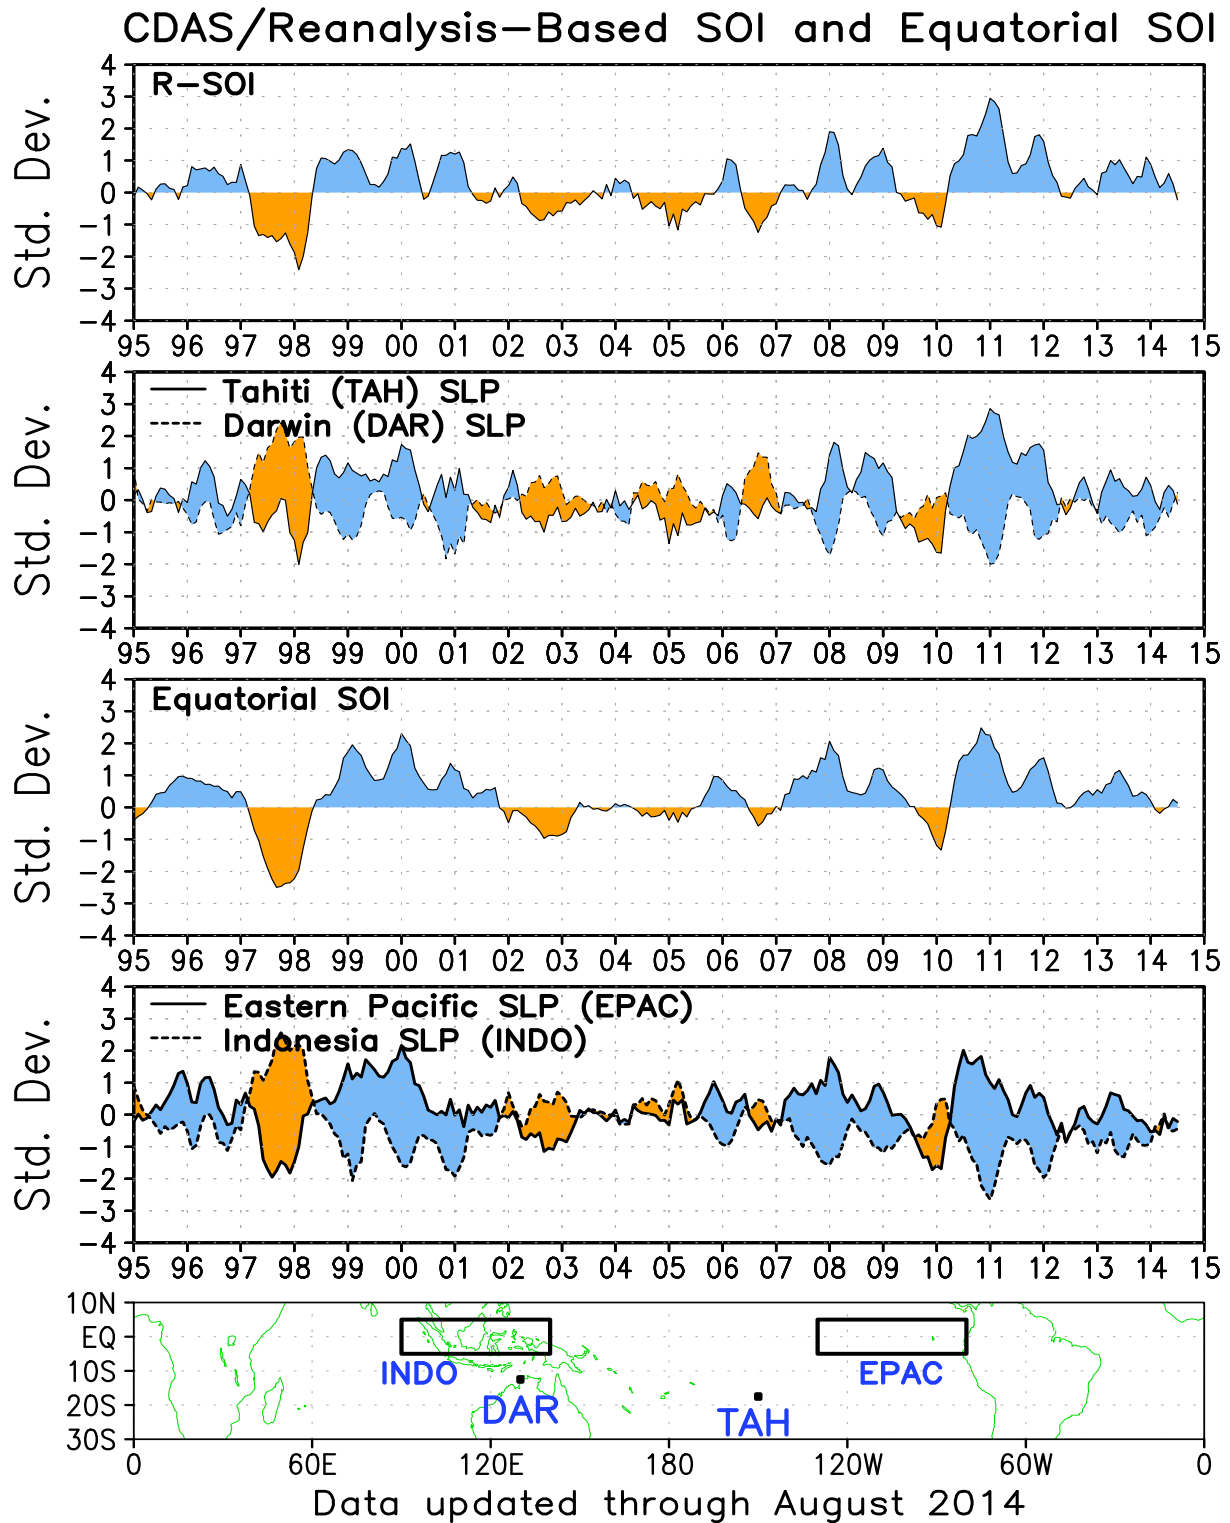 CDAS/Reanalysis-Based SOI and Equatorial SOI
R-SOI
Std. Dev.
4
3
2
1
0
-1
-2
-3
-4
95 96 97 98 99 00 01 02 03 04 05 06 07 08 09 10 11 12 13 14 15
Tahiti (TAH) SLP
Darwin (DAR) SLP
Std. Dev.
4
3
2
1
0
-1
-2
-3
-4
95 96 97 98 99 00 01 02 03 04 05 06 07 08 09 10 11 12 13 14 15
Equatorial SOI
Std. Dev.
4
3
2
1
0
-1
-2
-3
-4
95 96 97 98 99 00 01 02 03 04 05 06 07 08 09 10 11 12 13 14 15
Eastern Pacific SLP (EPAC)
Indonesia SLP (INDO)
Std. Dev.
4
3
2
1
0
-1
-2
-3
-4
95 96 97 98 99 00 01 02 03 04 05 06 07 08 09 10 11 12 13 14 15
10N
EQ
10S
20S
30S
INDO
EPAC
DAR
TAH
0 60E 120E 180 120W 60W 0
Data updated through August 2014